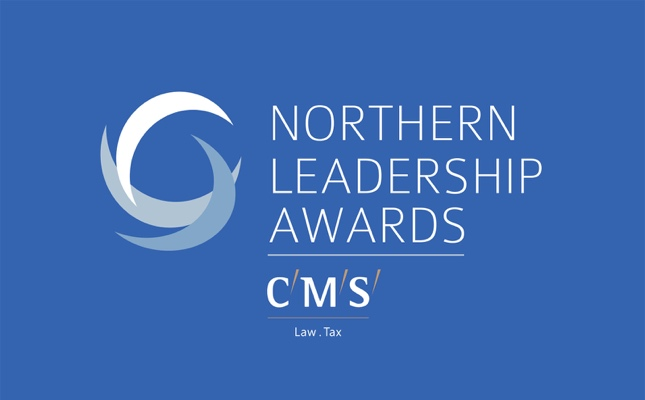 NORTHERN
LEADERSHIP
AWARDS
C/M/S/
Law . Tax